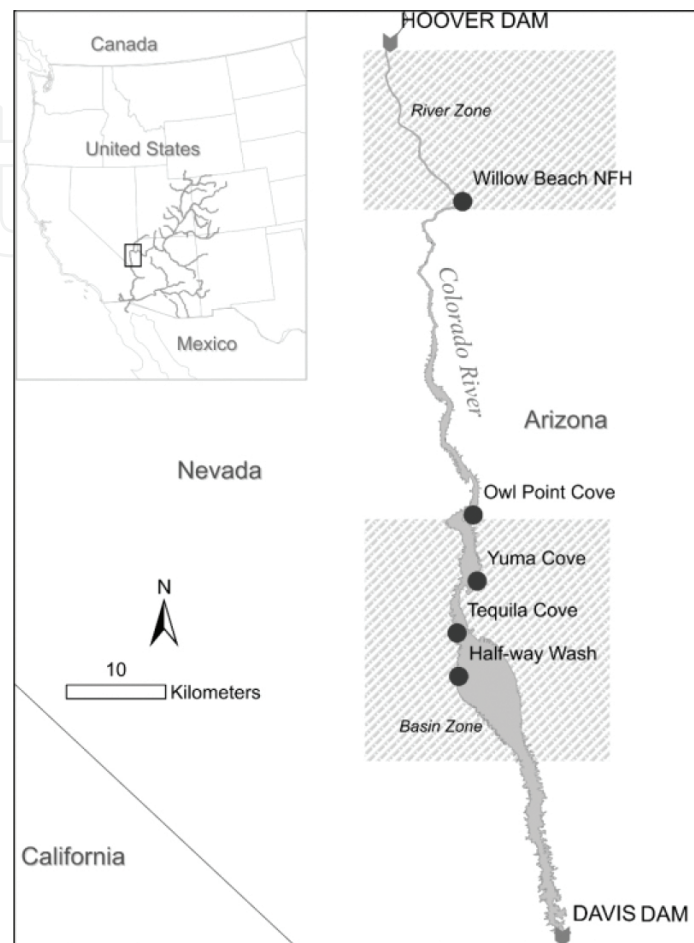 HOOVER DAM
Canada
River Zone
United States
Willow Beach NFH
Colorado River
Mexico
Arizona
Nevada
Owl Point Cove
Yuma Cove
N
Tequila Cove
Half-way Wash
10
Kilometers
Basin Zone
California
DAVIS DAM